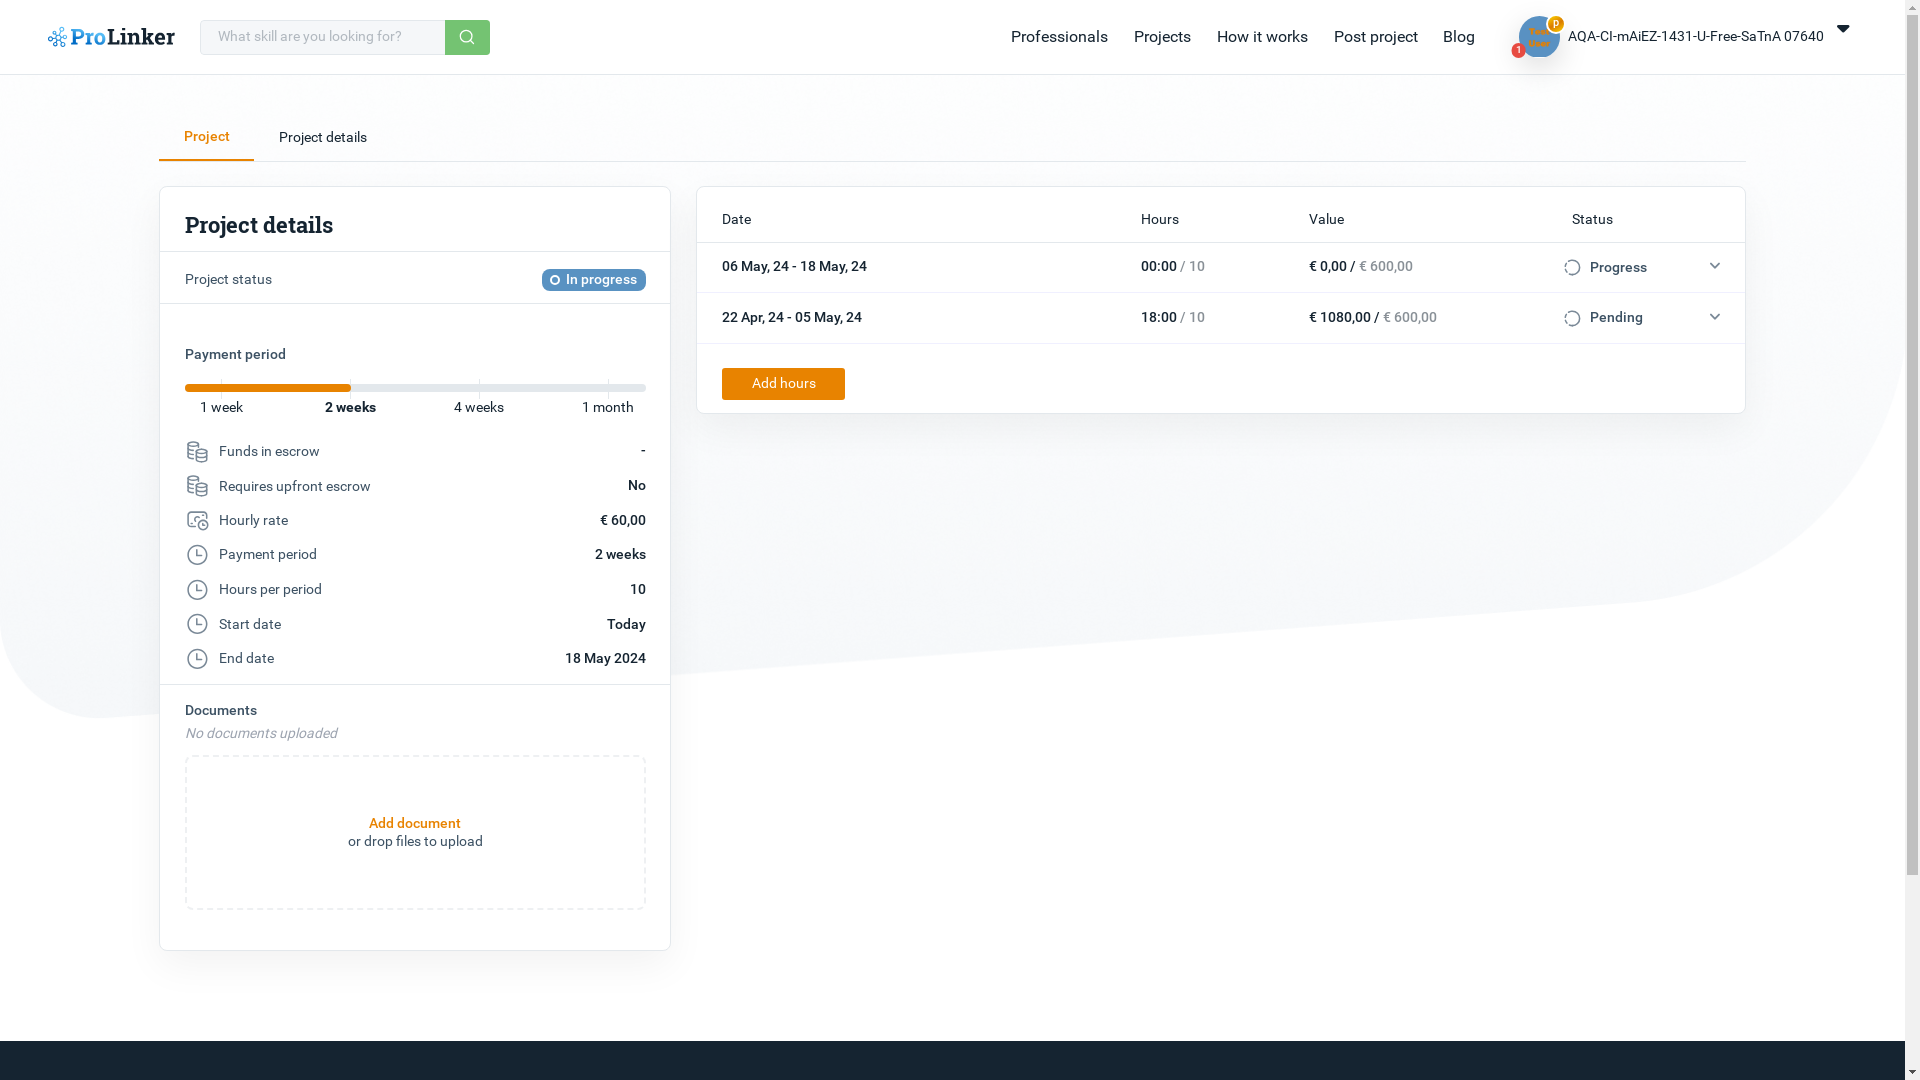 ProLinker
What skill are you looking for?
Professionals
Projects
How it works
Post project
Blog
Test
User
p
1
AQA-CI-mAiEZ-1431-U-Free-SaTnA 07640
Project
Project details
Project details
Project status
In progress
Payment period
1 week
2 weeks
4 weeks
1 month
Funds in escrow -
Requires upfront escrow No
Hourly rate € 60,00
Payment period 2 weeks
Hours per period 10
Start date Today
End date 18 May 2024
Documents
No documents uploaded
Add document
or drop files to upload
Date Hours Value Status
06 May, 24 - 18 May, 24 00:00 / 10 € 0,00 / € 600,00 Progress
22 Apr, 24 - 05 May, 24 18:00 / 10 € 1080,00 / € 600,00 Pending
Add hours